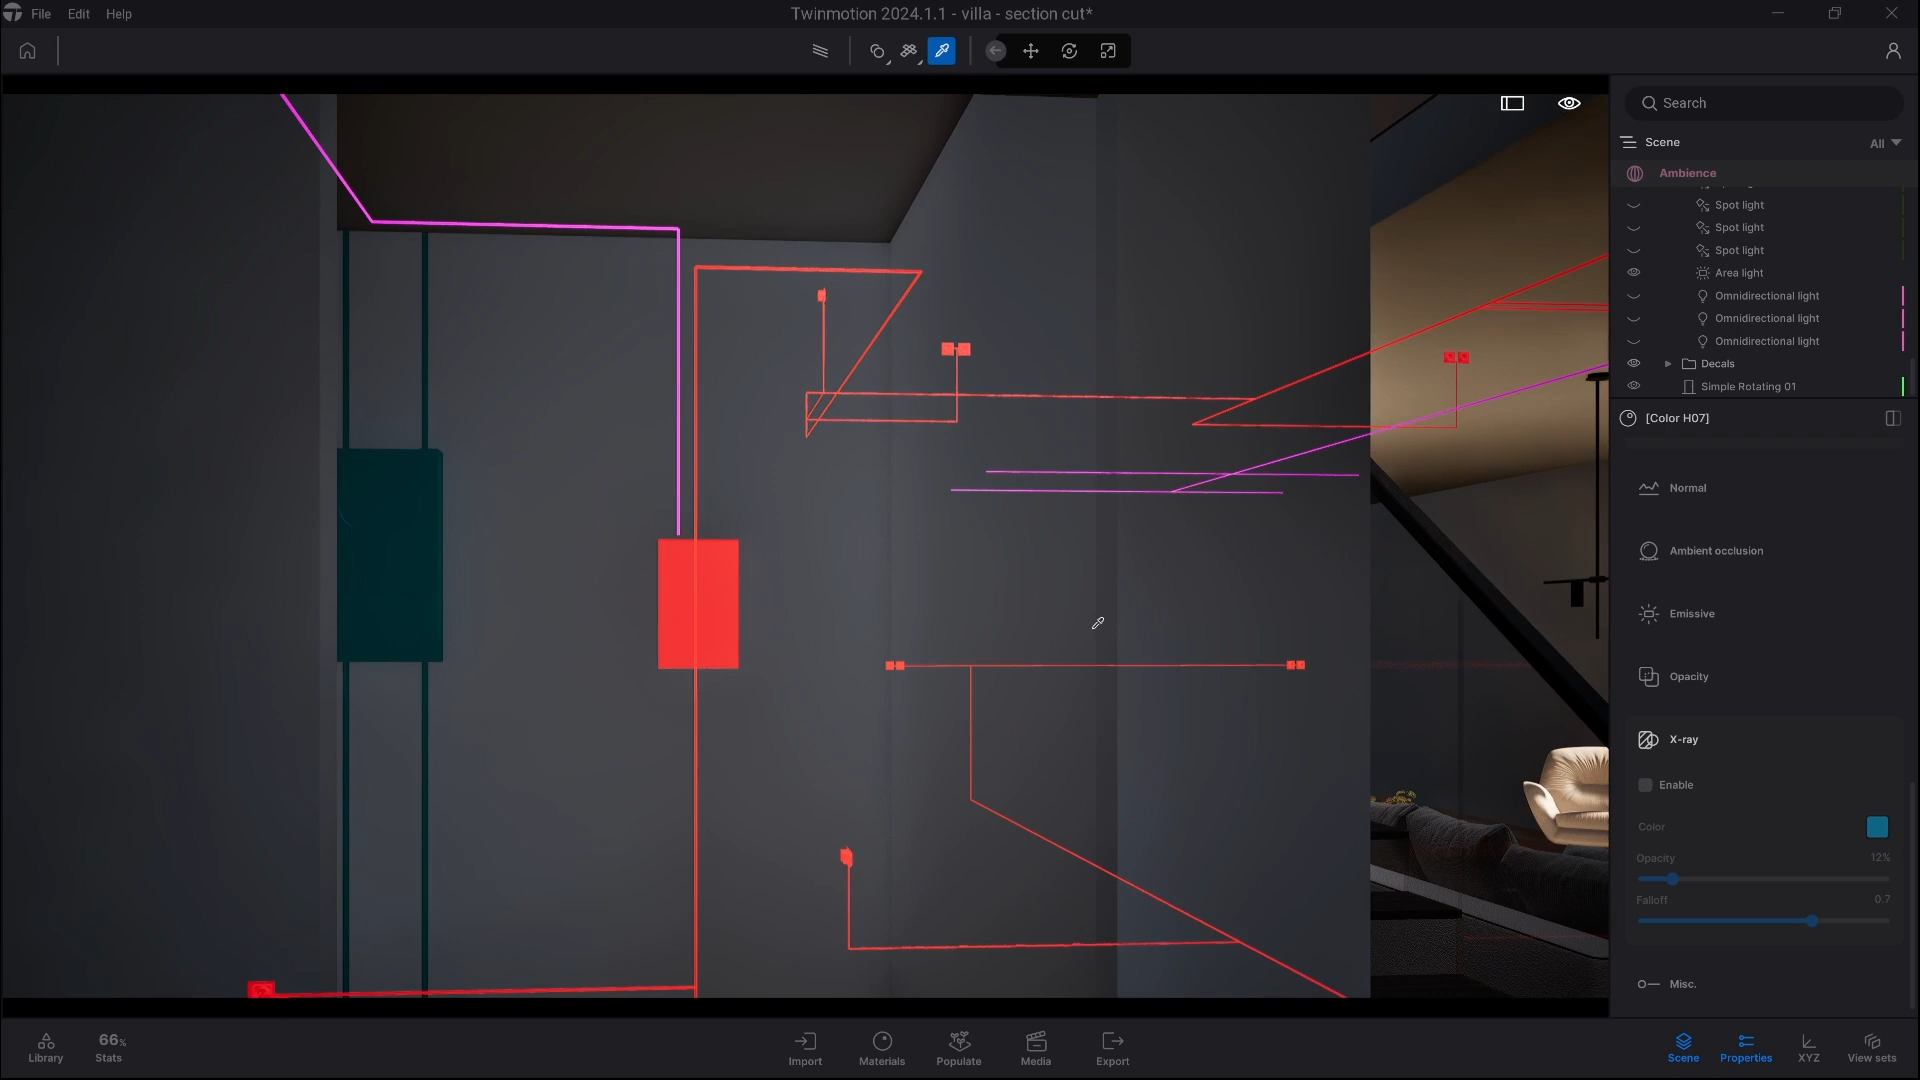 File Edit Help
Twinmotion 2024.1.1 - villa - section cut*
Search
Scene
All
Ambience
Spot light
Spot light
Spot light
Area light
Omnidirectional light
Omnidirectional light
Omnidirectional light
Decals
Simple Rotating 01
[Color H07]
Normal
Ambient occlusion
Emissive
Opacity
X-ray
Enable
Color
Opacity 12%
Falloff 0.7
Misc.
66%
Library Stats Import Materials Populate Media Export Scene Properties XYZ View sets